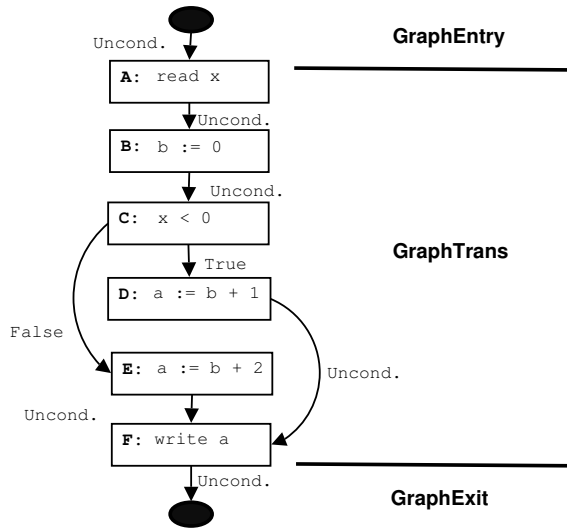 Uncond.
GraphEntry
A: read x
Uncond.
B: b := 0
Uncond.
C: x < 0
GraphTrans
True
D: a := b + 1
False
E: a := b + 2
Uncond.
Uncond.
F: write a
Uncond.
GraphExit